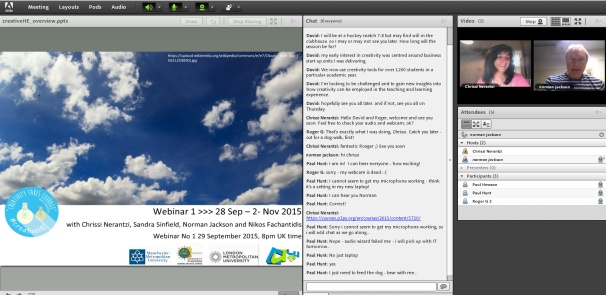 Meeting Layouts Pods Audio
creativeHE_overview.pptx
Draw
Stop Sharing
Webinar 1 >>> 28 Sep – 2- Nov 2015
with Chrissi Nerantzi, Sandra Sinfield, Norman Jackson and Nikos Fachantidis
Webinar No 1 29 September 2015, 8pm UK time
Manchester
Metropolitan
University
LONDON
METROPOLITAN
UNIVERSITY
Chat (Everyone)
David: I will be at a hockey match 7.8 but may find wifi in the
clubhouse, so I may or may not see you later. How long will the
session be for?
David: my early interest in creativity was centred around business
start-up units I was delivering.
David: We now use creativity tools for over 1200 students in a
particular academic year.
David: I'm looking to be challenged and to gain new insights into
how creativity can be employed in the teaching and learning
experience.
David: hopefully see you all later and if not, see you all on
Thursday.
Chrissi Nerantzi: Hello David and Roger, welcome and see you
soon. Feel free to check your audio and webcam, ok?
Roger G: That's exactly what I was doing, Chrissi. Catch you later -
out for a dog-walk, first!
Chrissi Nerantzi: fantastic Roger ;) See you soon
norman jackson: hi chrissi
Paul Hunt: I am in! I can hear everyone - how exciting!
Roger G: sorry - my webcam is dead :-(
Paul Hunt: I cannot seem to get my microphone working - think
it's a setting in my new laptop!
Paul Hunt: I can hear you Norman
Paul Hunt: Correct!
Chrissi Nerantzi:
Paul Hunt: Sorry I cannot seem to get my microphone working, so
i will add chat as we go along..
Paul Hunt: Nope - audio wizard failed me - i will pick up with IT
tomorrow..
Paul Hunt: No just laptop
Paul Hunt: yes
Paul Hunt: I just need to feed the dog - bear with me..
Video (2)
Stop
Chrissi Nerantzi
norman jackson
Attendees (5)
norman jackson
Hosts (2)
Chrissi Nerantzi
norman jackson
Presenters (0)
Participants (3)
Paul Hunt
Roger G 2